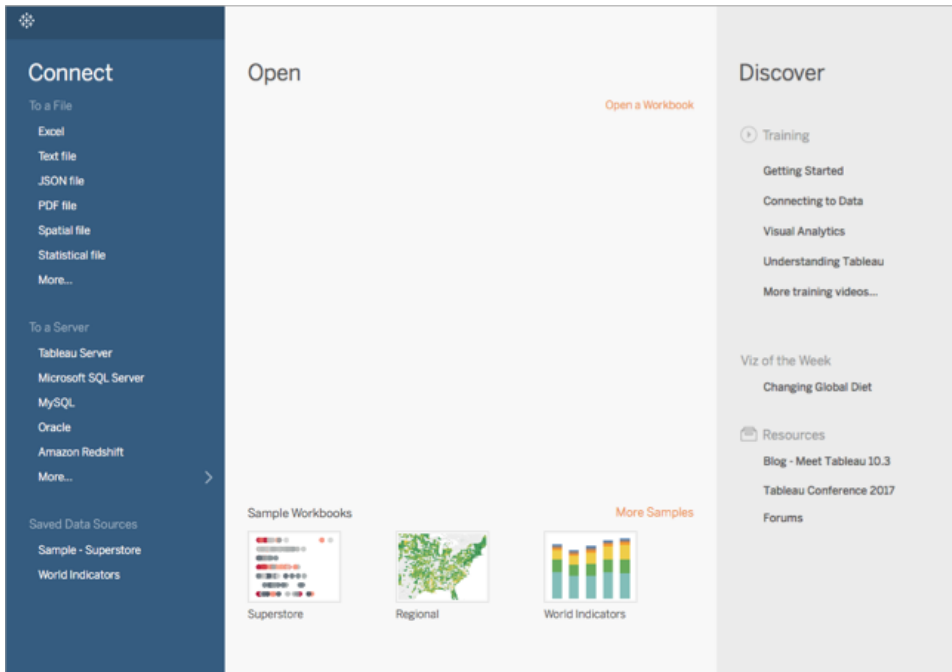 Connect
To a File
Excel
Text file
JSON file
PDF file
Spatial file
Statistical file
More...
To a Server
Tableau Server
Microsoft SQL Server
MySQL
Oracle
Amazon Redshift
More...
Saved Data Sources
Sample - Superstore
World Indicators
Open
Open a Workbook
Sample Workbooks
More Samples
Superstore
Regional
World Indicators
Discover
Training
Getting Started
Connecting to Data
Visual Analytics
Understanding Tableau
More training videos...
Viz of the Week
Changing Global Diet
Resources
Blog - Meet Tableau 10.3
Tableau Conference 2017
Forums